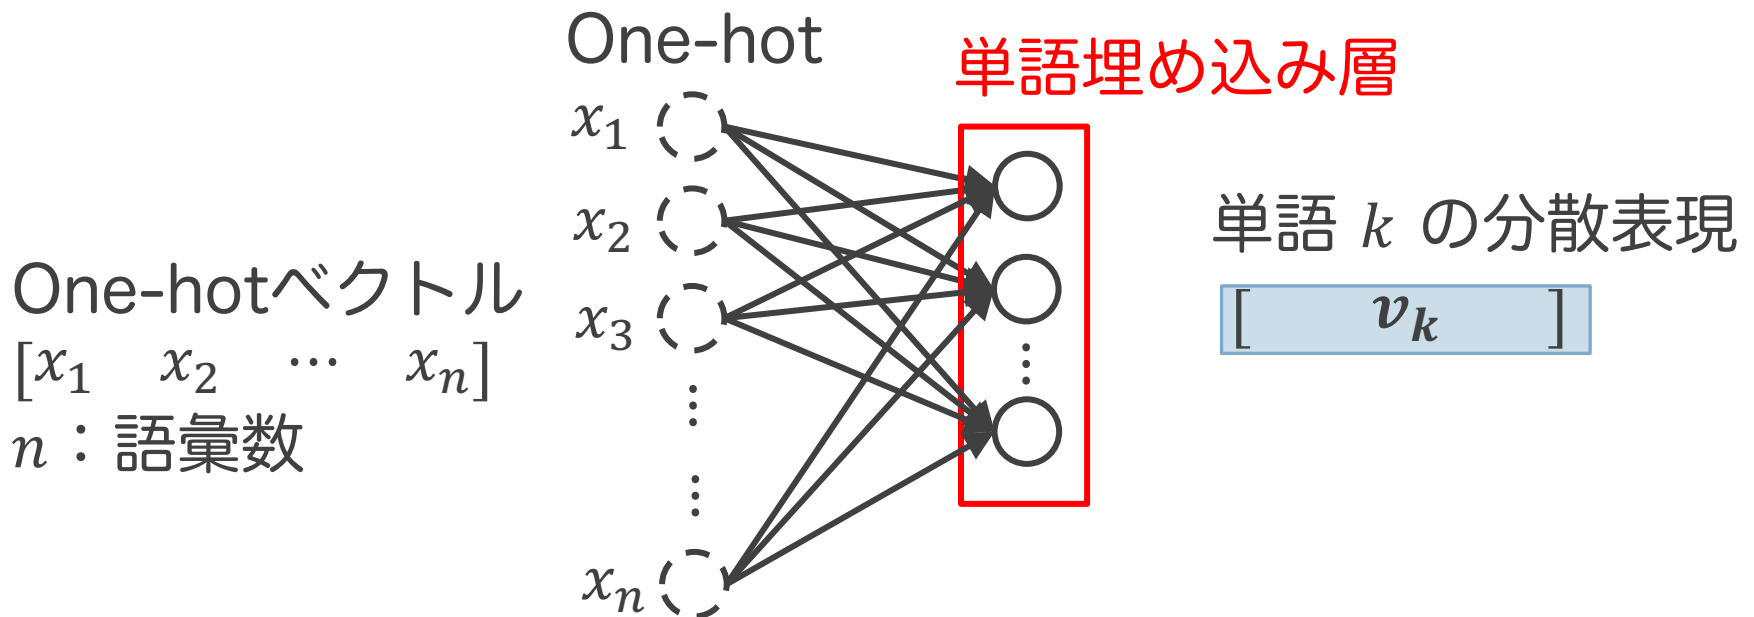 One-hotベクトル
[x₁ x₂ ⋯ xₙ]
n：語彙数
One-hot
x₁
x₂
x₃
⋮
⋮
xₙ
単語埋め込み層
⋮
単語 k の分散表現
[ vₖ ]